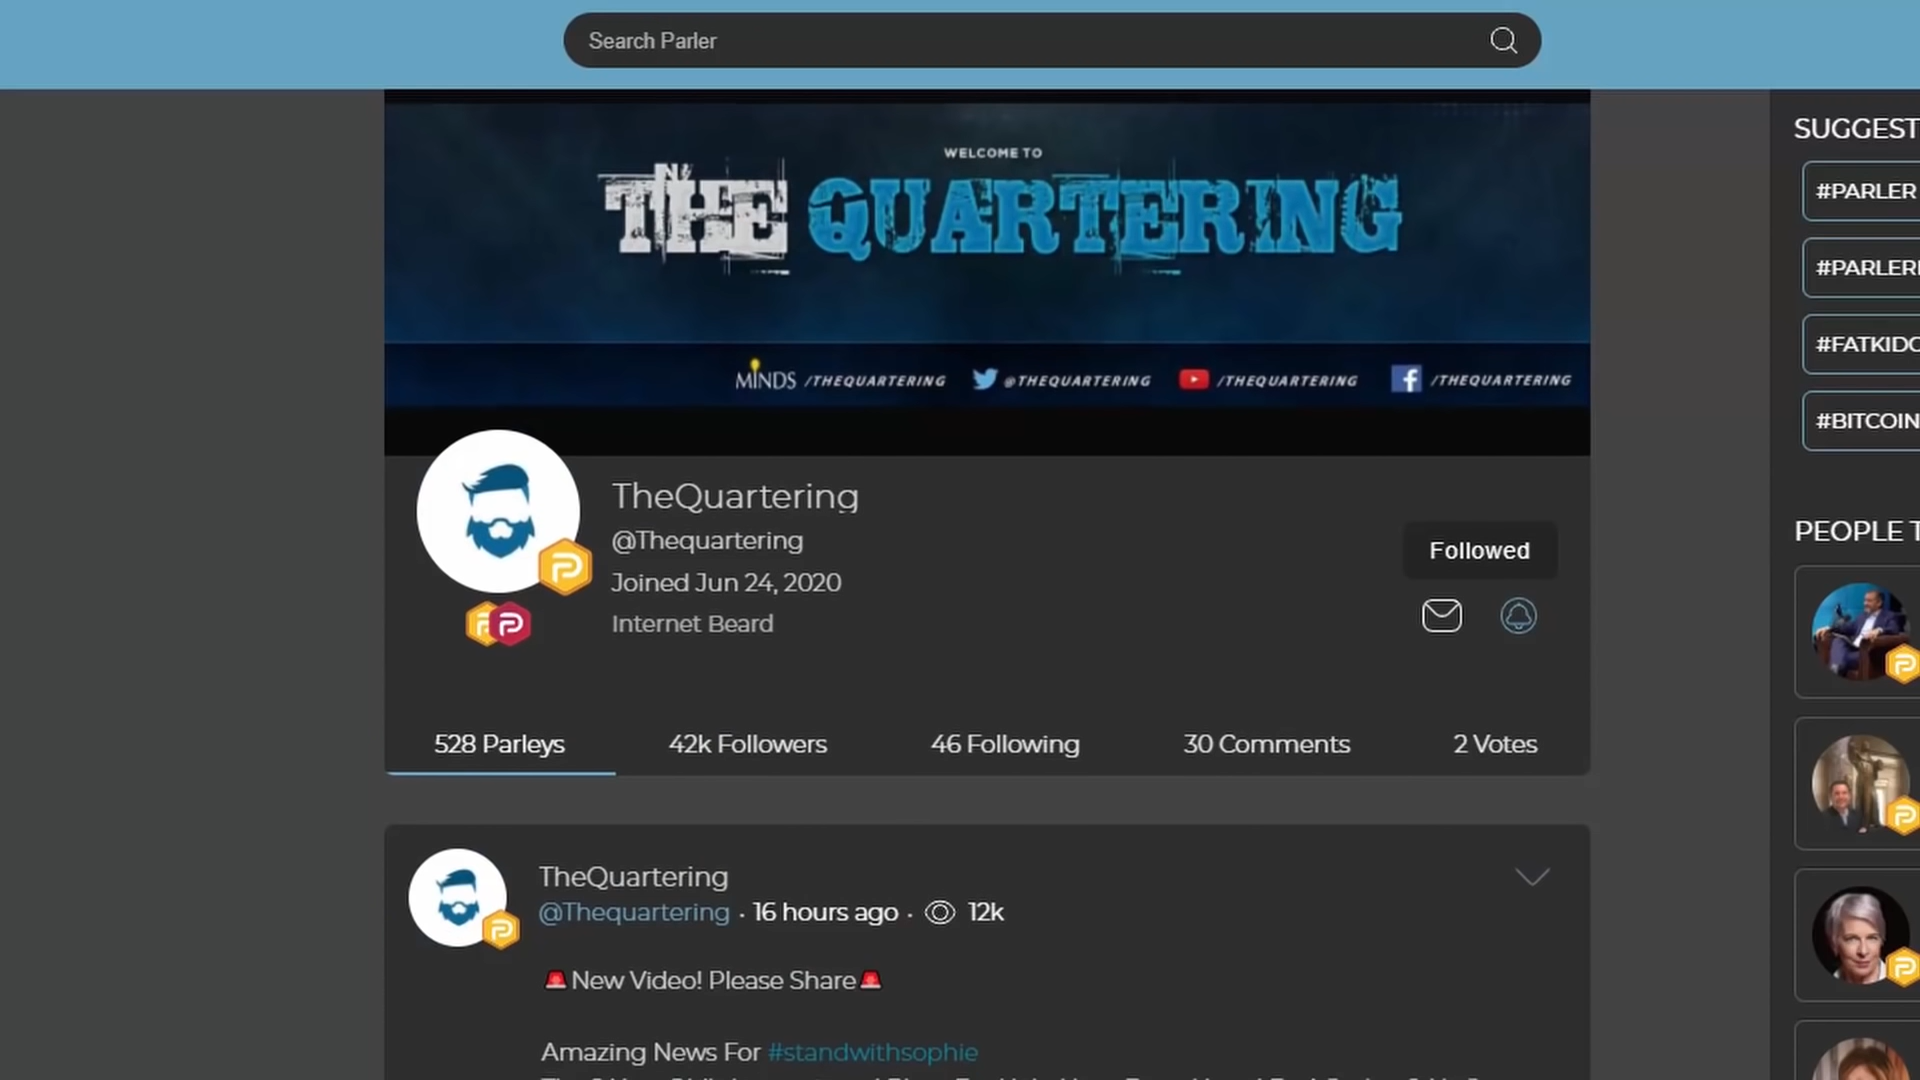 Search Parler
WELCOME TO
THE QUARTERING
MINDS /THEQUARTERING @THEQUARTERING /THEQUARTERING /THEQUARTERING
TheQuartering
@Thequartering
Joined Jun 24, 2020
Internet Beard
Followed
528 Parleys 42k Followers 46 Following 30 Comments 2 Votes
TheQuartering
@Thequartering · 16 hours ago · 12k
🚨New Video! Please Share🚨
Amazing News For #standwithsophie
SUGGEST
#PARLER
#PARLER
#FATKIDO
#BITCOIN
PEOPLE T